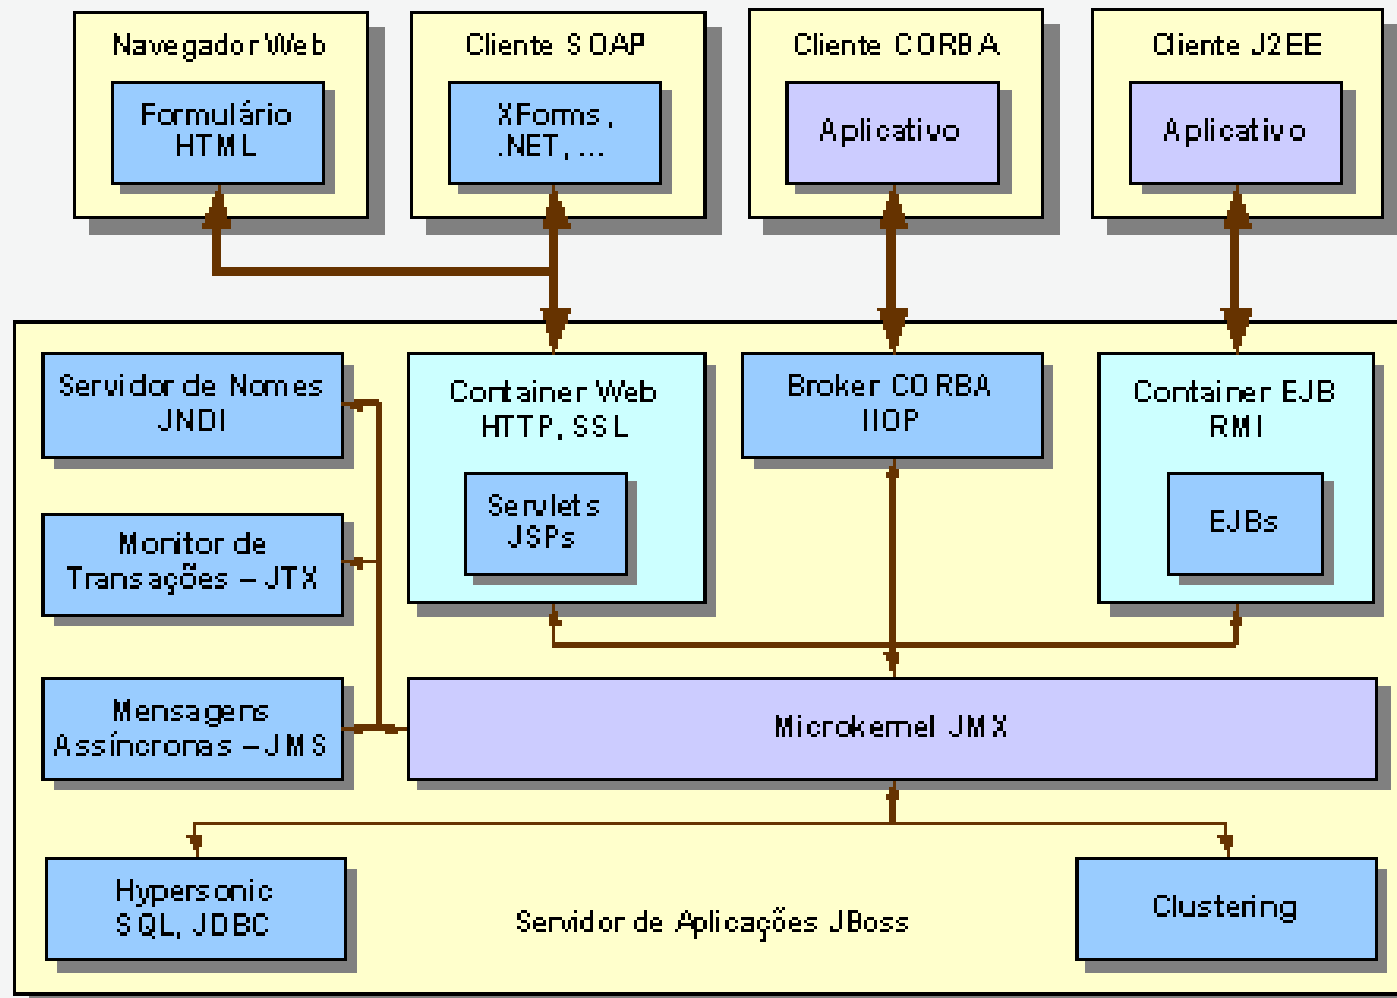 Navegador Web
Formulário
HTML
Cliente SOAP
XForms,
.NET, ...
Cliente CORBA
Aplicativo
Cliente J2EE
Aplicativo
Servidor de Nomes
JNDI
Container Web
HTTP, SSL
Servlets
JSPs
Broker CORBA
IIOP
Container EJB
RMI
EJBs
Monitor de
Transações – JTX
Mensagens
Assíncronas – JMS
Microkernel JMX
Hypersonic
SQL, JDBC
Servidor de Aplicações JBoss
Clustering